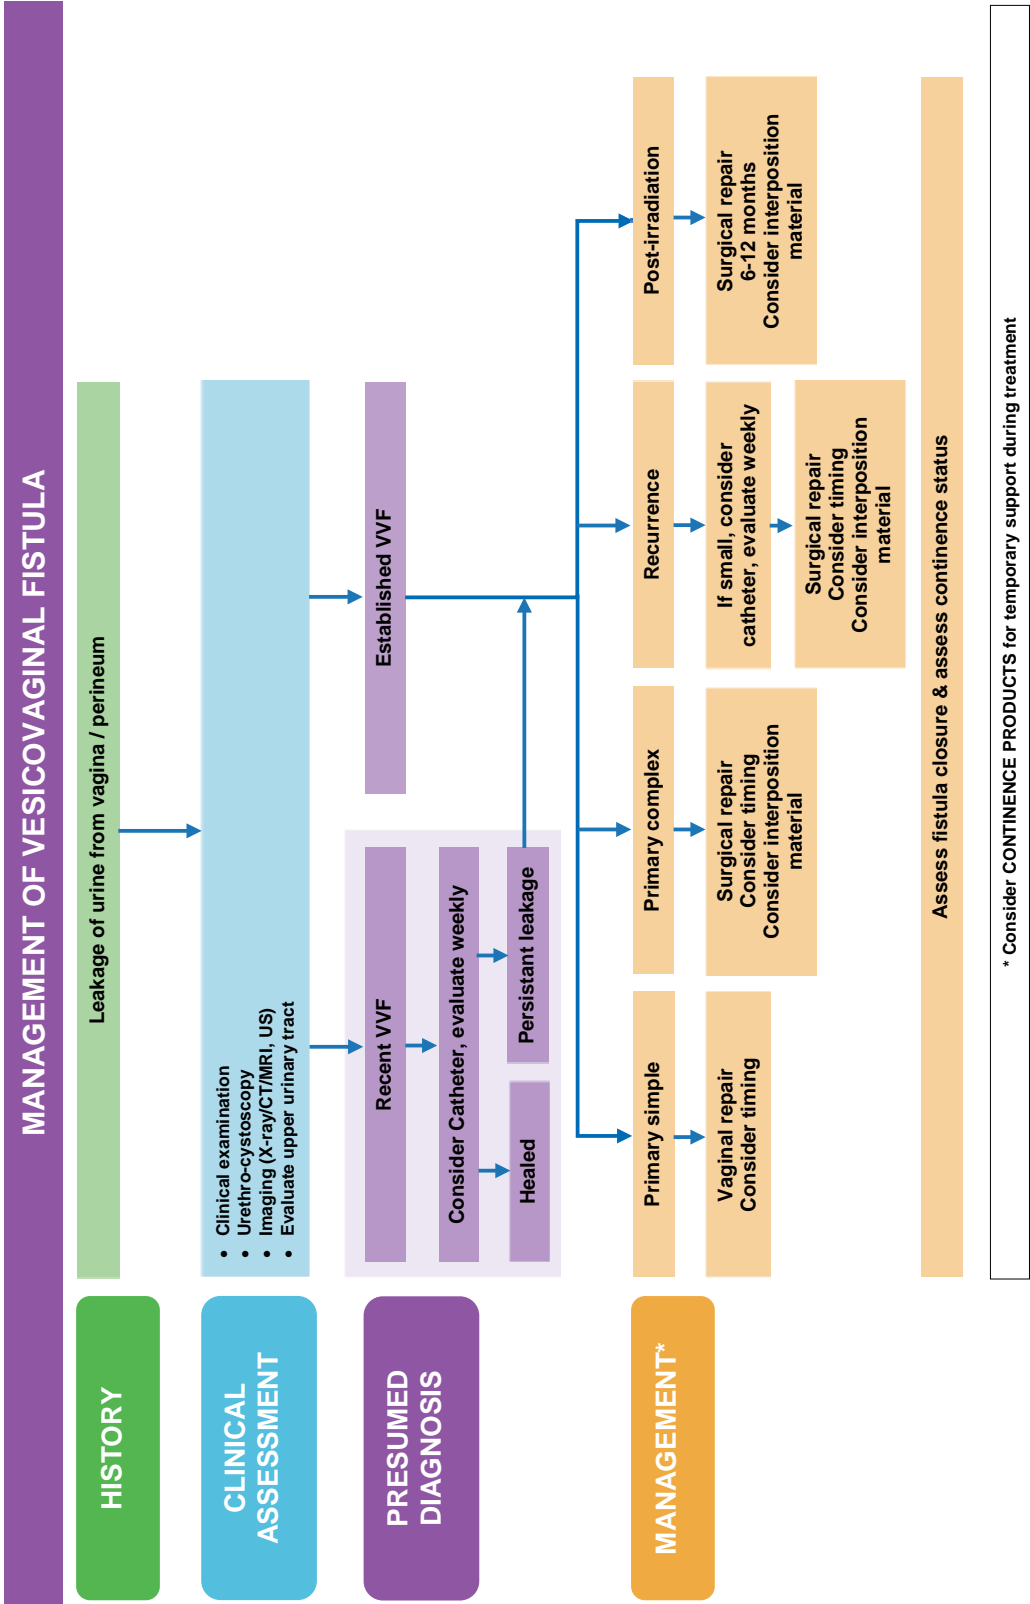 MANAGEMENT OF VESICOVAGINAL FISTULA
HISTORY
Leakage of urine from vagina / perineum
CLINICAL
ASSESSMENT
• Clinical examination
• Urethro-cystoscopy
• Imaging (X-ray/CT/MRI, US)
• Evaluate upper urinary tract
PRESUMED
DIAGNOSIS
Recent VVF
Established VVF
Consider Catheter, evaluate weekly
Healed
Persistant leakage
MANAGEMENT*
Primary simple
Vaginal repair
Consider timing
Primary complex
Surgical repair
Consider timing
Consider interposition
material
Recurrence
If small, consider
catheter, evaluate weekly
Surgical repair
Consider timing
Consider interposition
material
Post-irradiation
Surgical repair
6-12 months
Consider interposition
material
Assess fistula closure & assess continence status
* Consider CONTINENCE PRODUCTS for temporary support during treatment